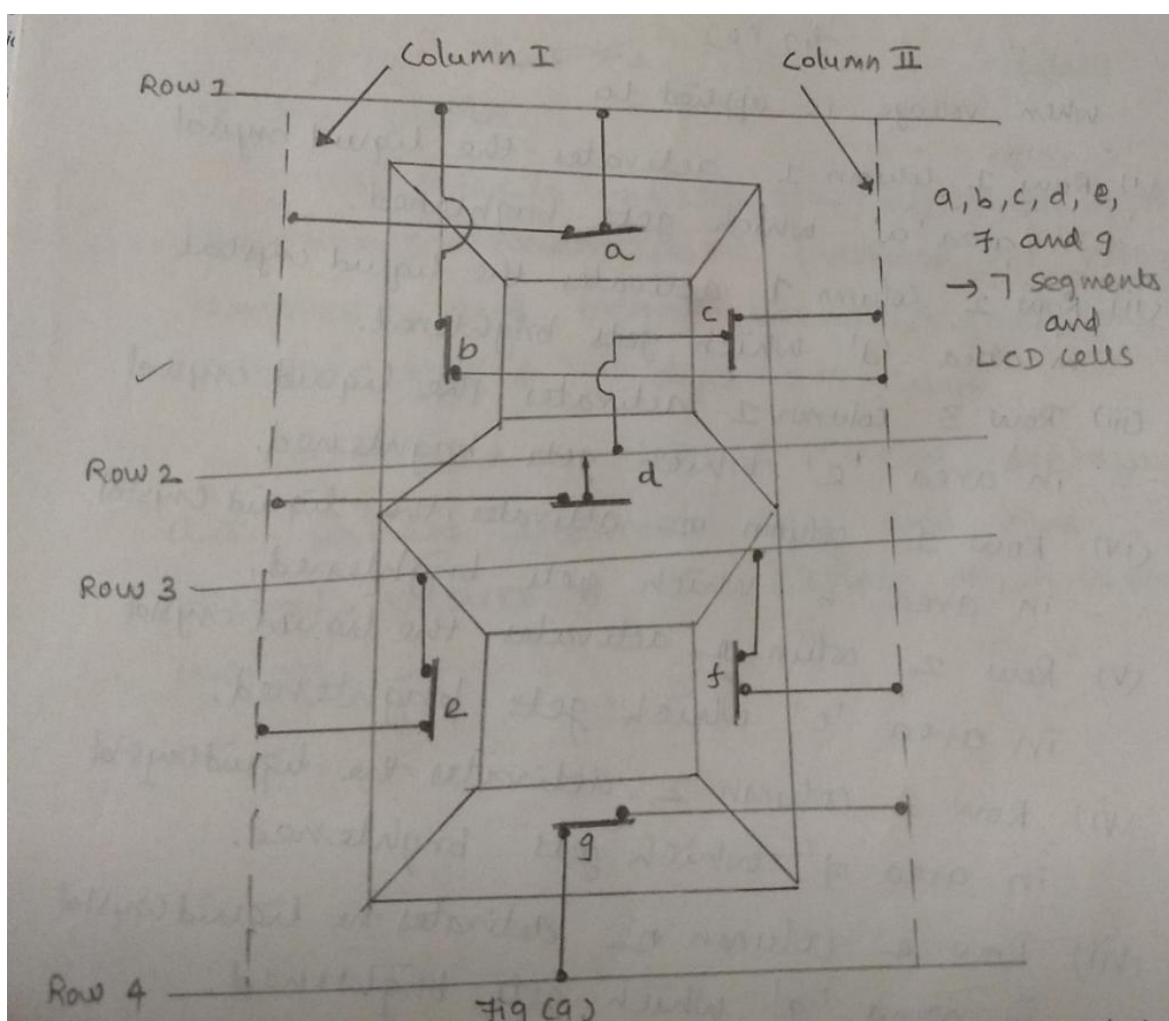 Column I
Column II
Row 1
a, b, c, d, e,
f and g
→ 7 segments
and
LCD cells
a
c
b
Row 2
d
Row 3
e
f
g
Row 4
Fig (a)